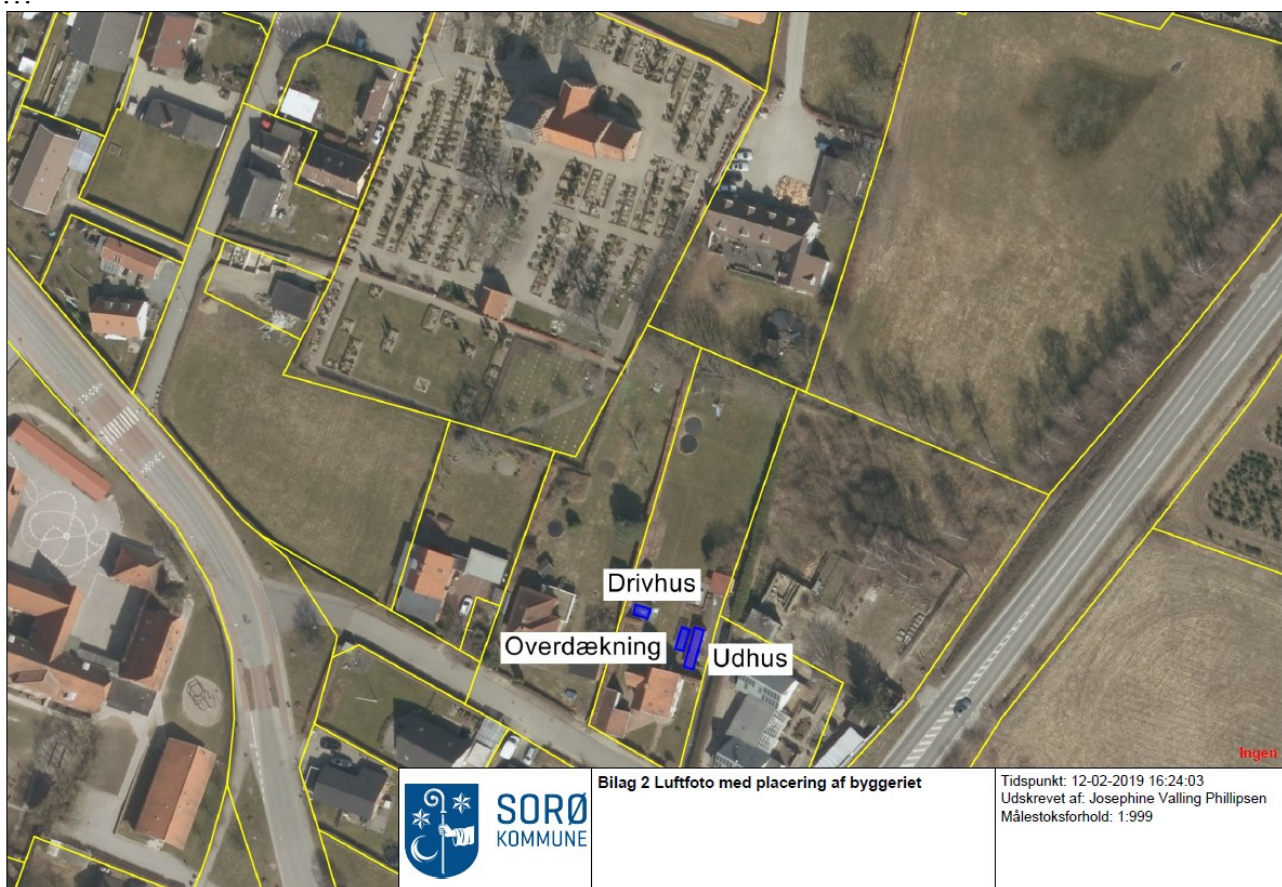 ...
Drivhus
Overdækning
Udhus
Ingen
SORØ
KOMMUNE
Bilag 2 Luftfoto med placering af byggeriet
Tidspunkt: 12-02-2019 16:24:03
Udskrevet af: Josephine Valling Phillipsen
Målestoksforhold: 1:999